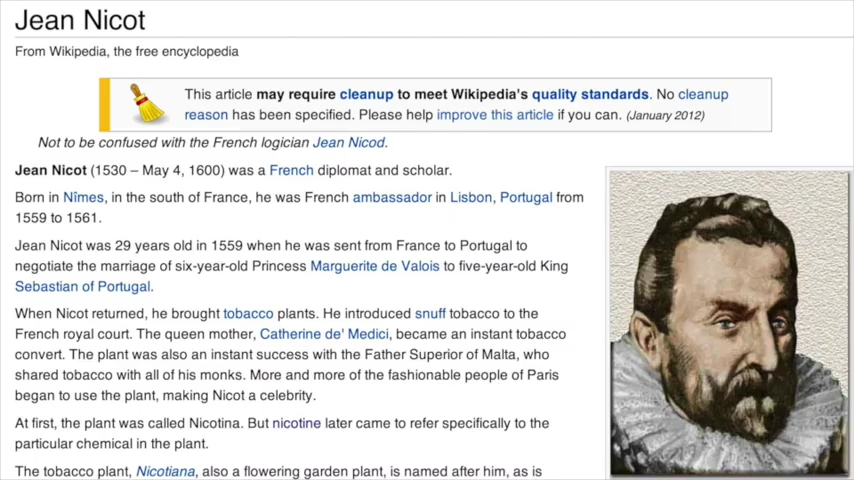 Jean Nicot
From Wikipedia, the free encyclopedia
This article may require cleanup to meet Wikipedia's quality standards. No cleanup
reason has been specified. Please help improve this article if you can. (January 2012)
Not to be confused with the French logician Jean Nicod.
Jean Nicot (1530 – May 4, 1600) was a French diplomat and scholar.
Born in Nîmes, in the south of France, he was French ambassador in Lisbon, Portugal from
1559 to 1561.
Jean Nicot was 29 years old in 1559 when he was sent from France to Portugal to
negotiate the marriage of six-year-old Princess Marguerite de Valois to five-year-old King
Sebastian of Portugal.
When Nicot returned, he brought tobacco plants. He introduced snuff tobacco to the
French royal court. The queen mother, Catherine de' Medici, became an instant tobacco
convert. The plant was also an instant success with the Father Superior of Malta, who
shared tobacco with all of his monks. More and more of the fashionable people of Paris
began to use the plant, making Nicot a celebrity.
At first, the plant was called Nicotina. But nicotine later came to refer specifically to the
particular chemical in the plant.
The tobacco plant, Nicotiana, also a flowering garden plant, is named after him, as is